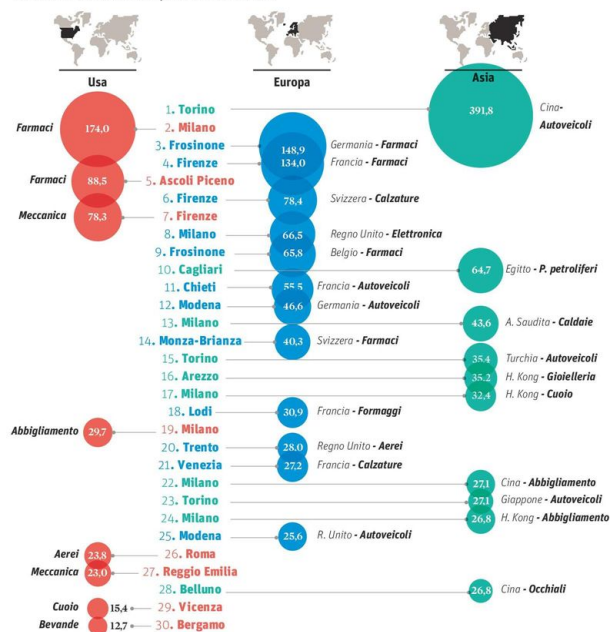 Usa
Europa
Asia
1. Torino 391,8 Cina-
Autoveicoli
Farmaci 174,0 2. Milano
3. Frosinone 148,9 Germania - Farmaci
4. Firenze 134,0 Francia - Farmaci
Farmaci 88,5 5. Ascoli Piceno
6. Firenze 78,4 Svizzera - Calzature
Meccanica 78,3 7. Firenze
8. Milano 66,5 Regno Unito - Elettronica
9. Frosinone 65,8 Belgio - Farmaci
10. Cagliari 64,7 Egitto - P. petroliferi
11. Chieti 55,5 Francia - Autoveicoli
12. Modena 46,6 Germania - Autoveicoli
13. Milano 43,6 A. Saudita - Caldaie
14. Monza-Brianza 40,3 Svizzera - Farmaci
15. Torino 35,4 Turchia - Autoveicoli
16. Arezzo 35,2 H. Kong - Gioielleria
17. Milano 32,4 H. Kong - Cuoio
18. Lodi 30,9 Francia - Formaggi
Abbigliamento 29,7 19. Milano
20. Trento 28,0 Regno Unito - Aerei
21. Venezia 27,2 Francia - Calzature
22. Milano 27,1 Cina - Abbigliamento
23. Torino 27,1 Giappone - Autoveicoli
24. Milano 26,8 H. Kong - Abbigliamento
25. Modena 25,6 R. Unito - Autoveicoli
Aerei 23,8 26. Roma
Meccanica 23,0 27. Reggio Emilia
28. Belluno 26,8 Cina - Occhiali
Cuoio 15,4 29. Vicenza
Bevande 12,7 30. Bergamo